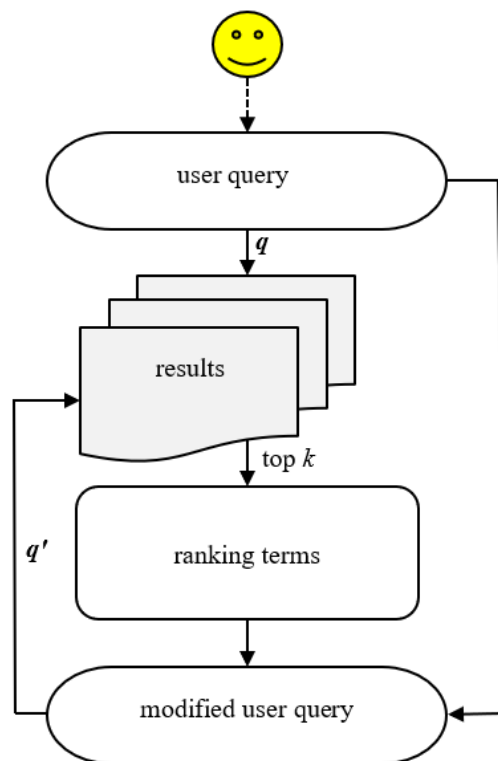 user query
q
results
top k
ranking terms
q'
modified user query